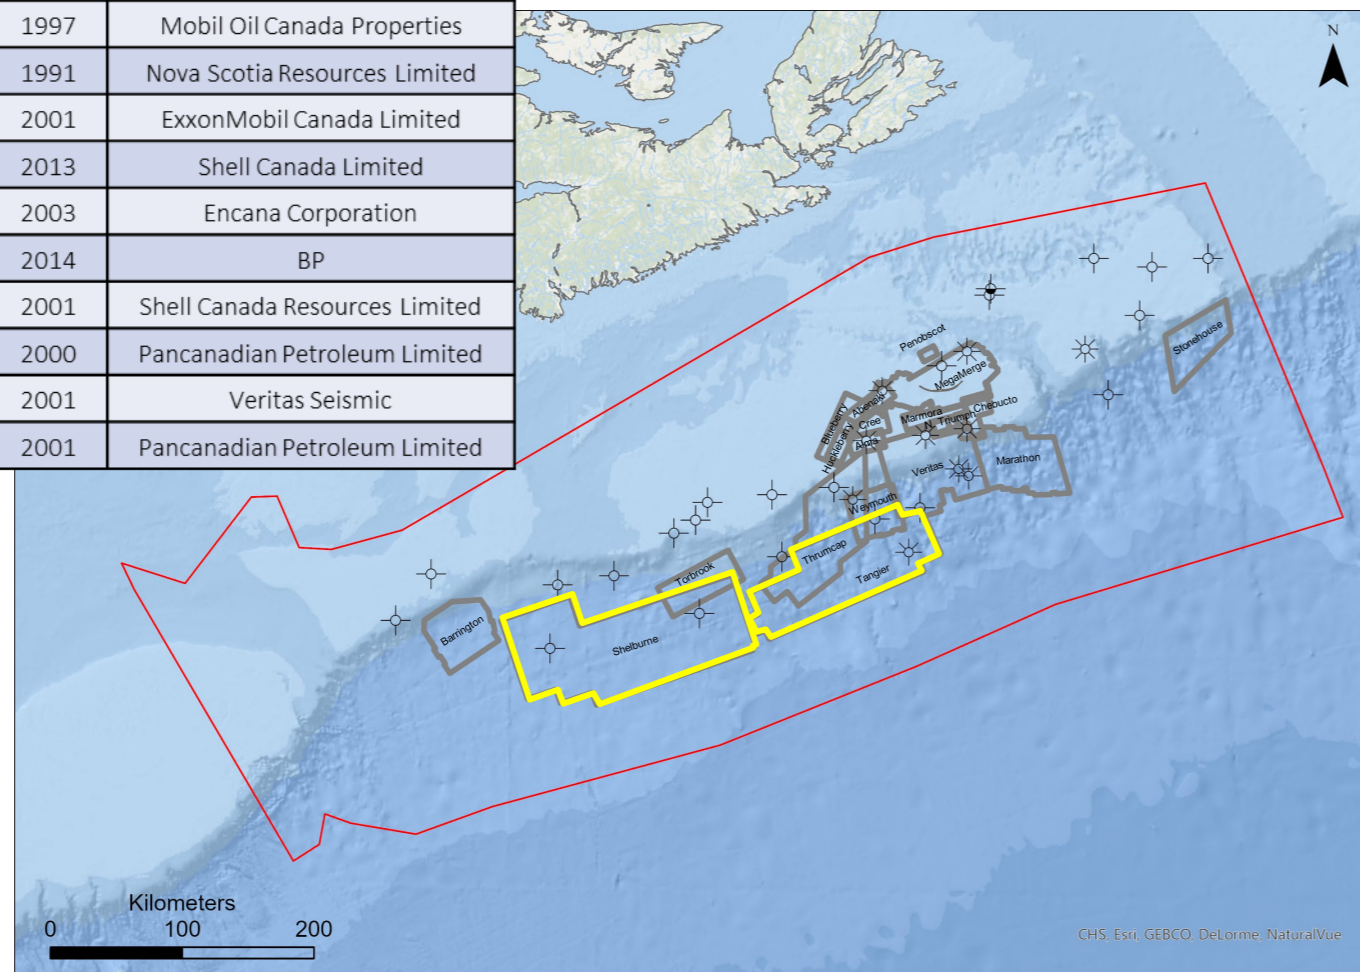 1997 Mobil Oil Canada Properties
1991 Nova Scotia Resources Limited
2001 ExxonMobil Canada Limited
2013 Shell Canada Limited
2003 Encana Corporation
2014 BP
2001 Shell Canada Resources Limited
2000 Pancanadian Petroleum Limited
2001 Veritas Seismic
2001 Pancanadian Petroleum Limited
N
Penobscot
MegaMerge
Stonehouse
Abenaki
Blueberry
Huckleberry
Cree
Alma
Marmora
N. Triumph
Chebucto
Veritas
Marathon
Weymouth
Thrumcap
Tangier
Torbrook
Shelburne
Barrington
Kilometers
0 100 200
CHS, Esri, GEBCO, DeLorme, NaturalVue